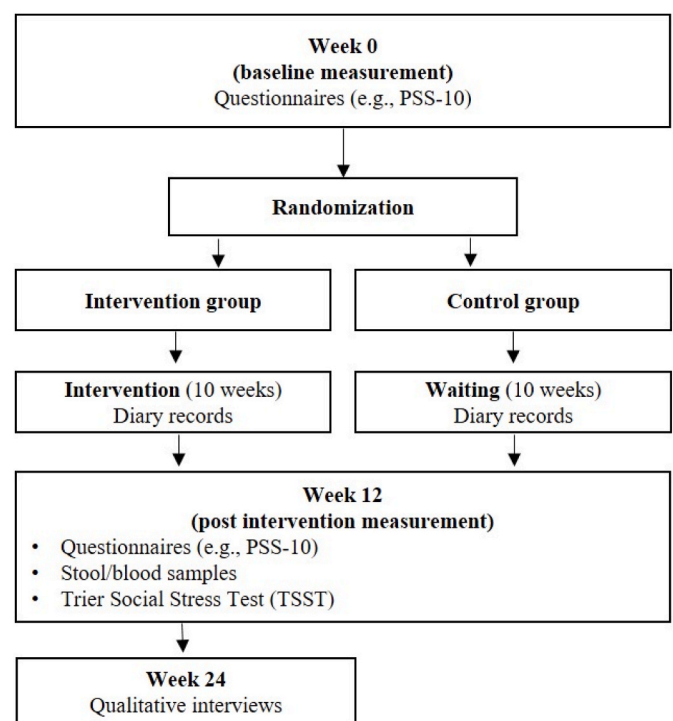 Week 0
(baseline measurement)
Questionnaires (e.g., PSS-10)
Randomization
Intervention group
Control group
Intervention (10 weeks)
Diary records
Waiting (10 weeks)
Diary records
Week 12
(post intervention measurement)
• Questionnaires (e.g., PSS-10)
• Stool/blood samples
• Trier Social Stress Test (TSST)
Week 24
Qualitative interviews